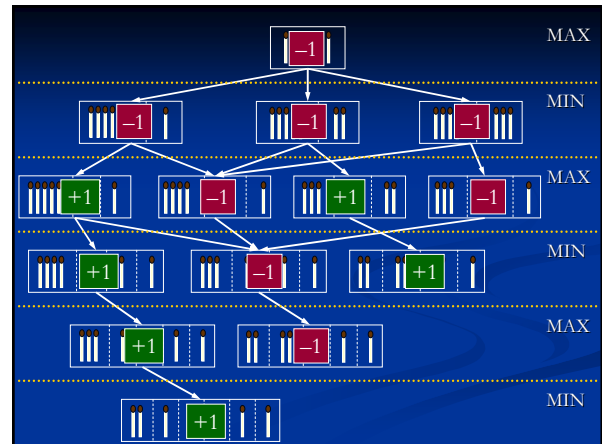 –1 MAX
–1 –1 –1 MIN
+1 –1 +1 –1 MAX
+1 –1 +1 MIN
+1 –1 MAX
+1 MIN